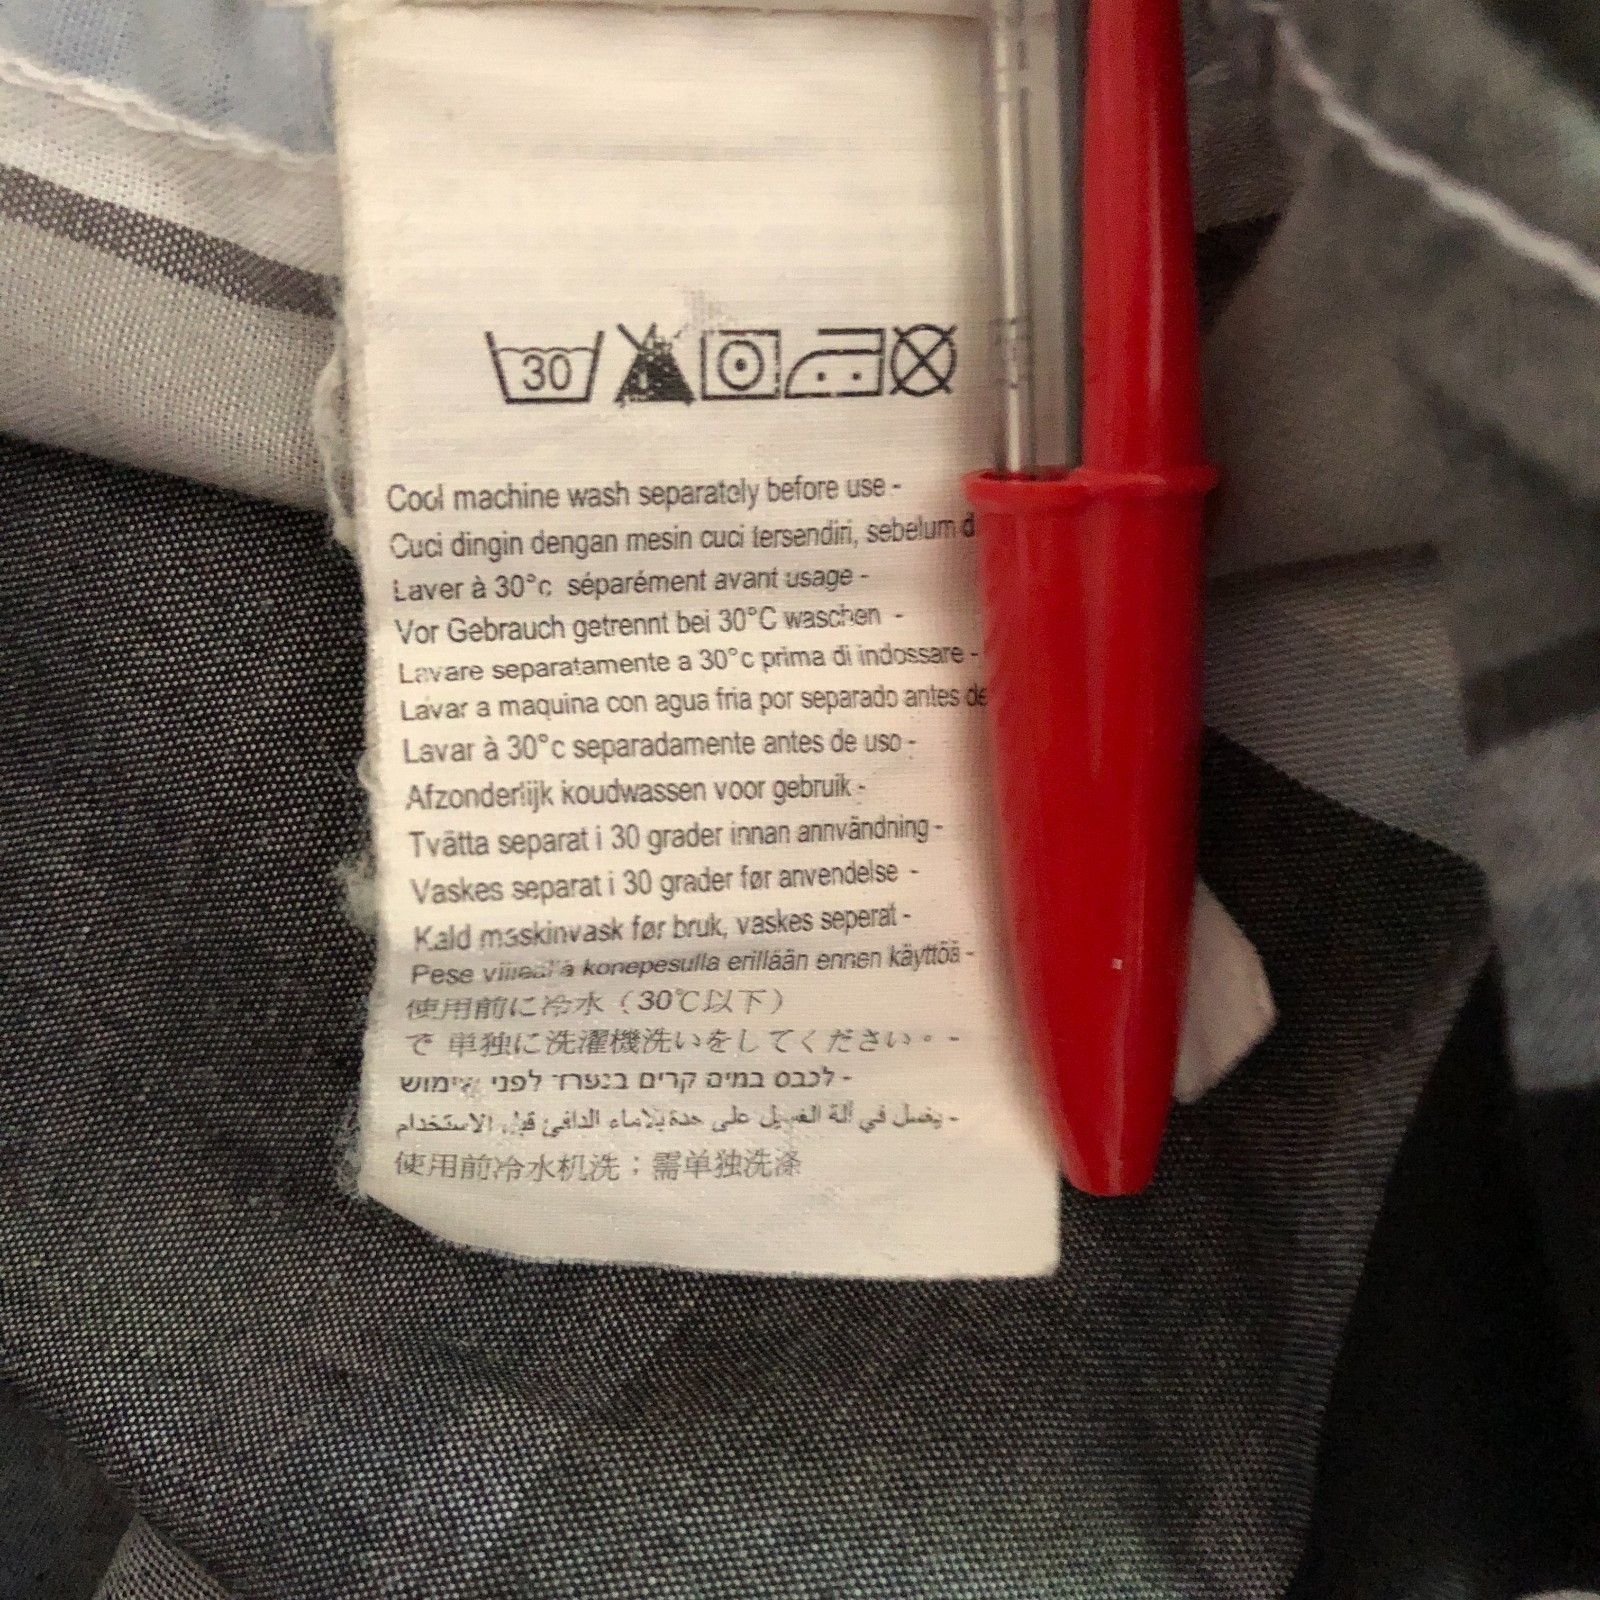 30
Cool machine wash separately before use -
Cuci dingin dengan mesin cuci tersendiri, sebelum d
Laver à 30°c séparément avant usage -
Vor Gebrauch getrennt bei 30°C waschen -
Lavare separatamente a 30°c prima di indossare -
Lavar a maquina con agua fria por separado antes de
Lavar à 30°c separadamente antes de uso -
Afzonderlijk koudwassen voor gebruik -
Tvätta separat i 30 grader innan annvändning -
Vaskes separat i 30 grader før anvendelse -
Kald maskinvask før bruk, vaskes seperat -
Pese konepesulla erillään ennen käyttöä -
使用前に冷水（30℃以下）
で 単独に洗濯機洗いをしてください。-
לכבס במים קרים בנפרד לפני שימוש -
- يغسل في آلة الغسيل على حدة بلاماء الدافئ قبل الاستخدام
使用前冷水机洗；需单独洗涤